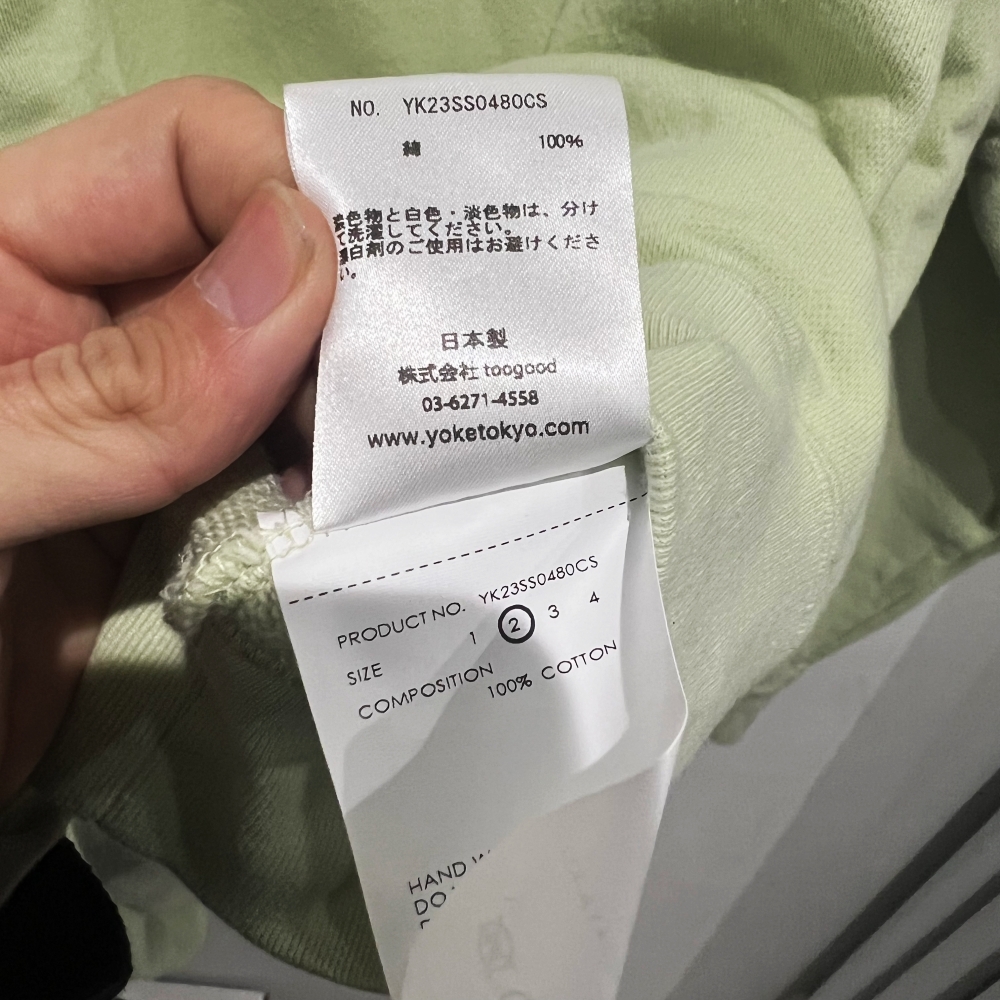 NO. YK23SS0480CS
綿 100%
色物と白色・淡色物は、分け
て洗濯してください。
漂白剤のご使用はお避けくださ
い。
日本製
株式会社 toogood
03-6271-4558
www.yoketokyo.com
PRODUCT NO. YK23SS0480CS
SIZE 1 2 3 4
COMPOSITION 100% COTTON
HAND
DO